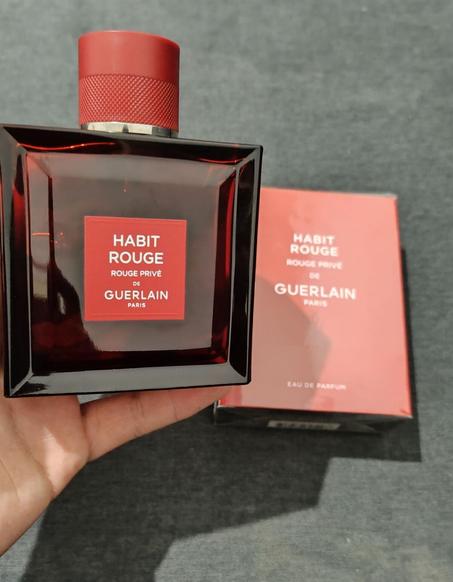 HABIT
ROUGE
ROUGE PRIVÉ
DE
GUERLAIN
PARIS
HABIT
ROUGE
ROUGE PRIVÉ
DE
GUERLAIN
PARIS
EAU DE PARFUM